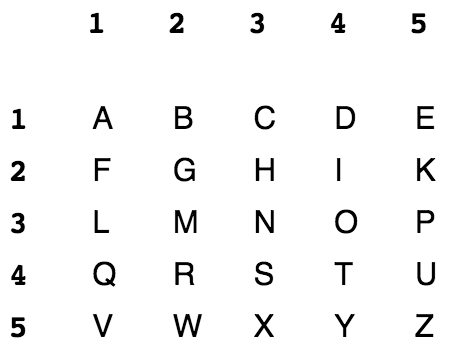 1 2 3 4 5
1 A B C D E
2 F G H I K
3 L M N O P
4 Q R S T U
5 V W X Y Z